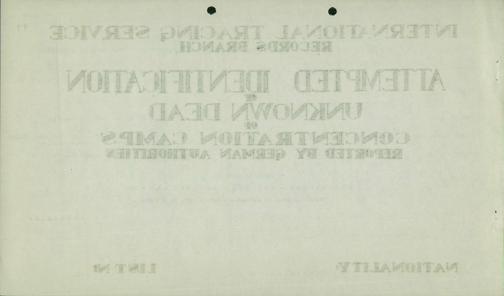 INTERNATIONAL TRACING SERVICE
RECORDS BRANCH
ATTEMPTED IDENTIFICATION
OF
UNKNOWN DEAD
OF
CONCENTRATION CAMPS
REPORTED BY GERMAN AUTHORITIES
NATIONALITY:
LIST Nº